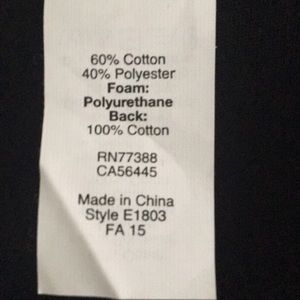 60% Cotton
40% Polyester
Foam:
Polyurethane
Back:
100% Cotton
RN77388
CA56445
Made in China
Style E1803
FA 15